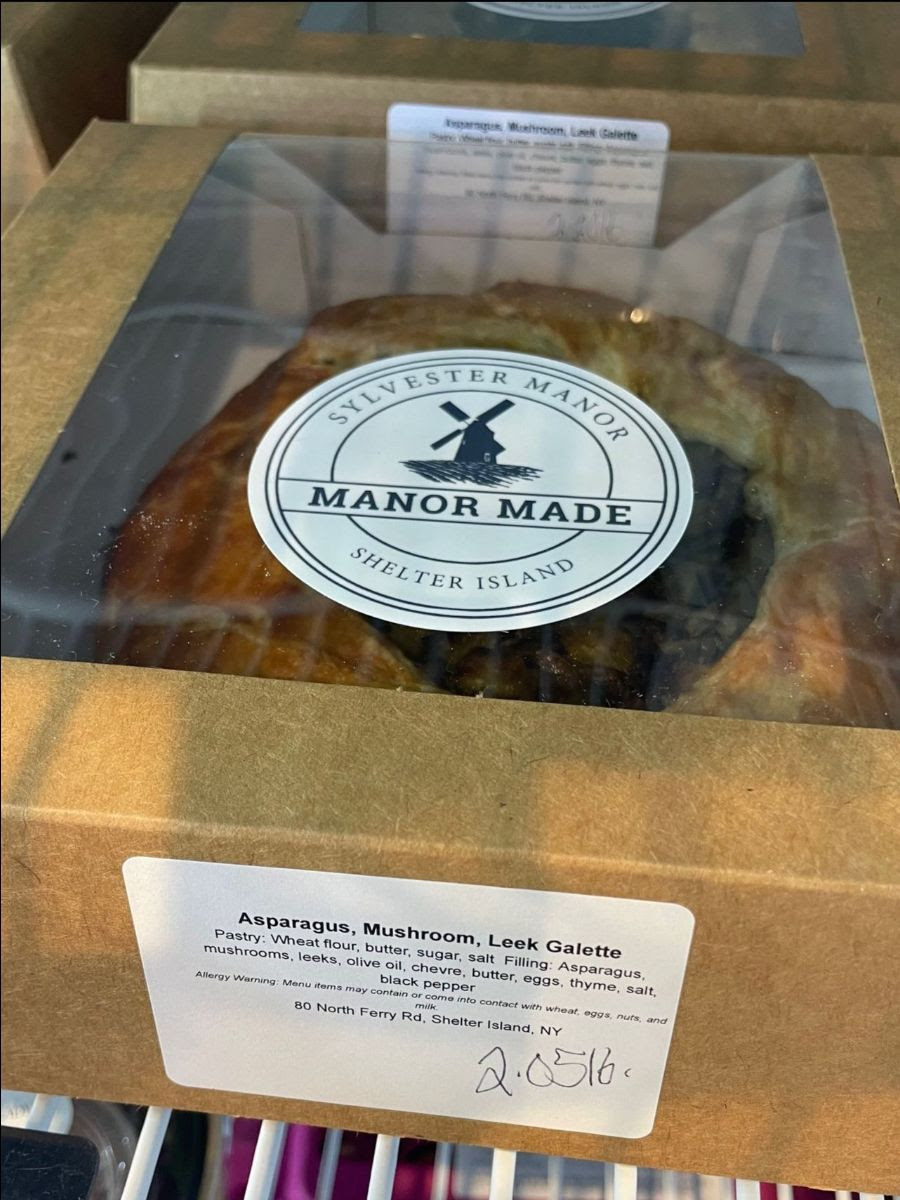 Asparagus, Mushroom, Leek Galette
SYLVESTER MANOR
MANOR MADE
SHELTER ISLAND
Asparagus, Mushroom, Leek Galette
Pastry: Wheat flour, butter, sugar, salt Filling: Asparagus,
mushrooms, leeks, olive oil, chevre, butter, eggs, thyme, salt,
black pepper
Allergy Warning: Menu items may contain or come into contact with wheat, eggs, nuts, and
milk
80 North Ferry Rd, Shelter Island, NY
2.05lb.